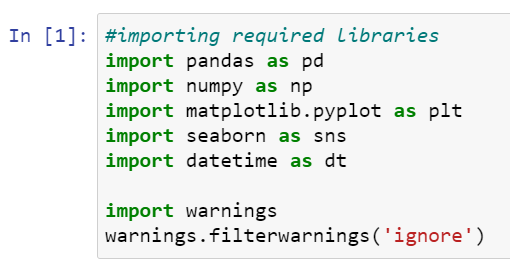 In [1]: #importing required libraries
import pandas as pd
import numpy as np
import matplotlib.pyplot as plt
import seaborn as sns
import datetime as dt
import warnings
warnings.filterwarnings('ignore')